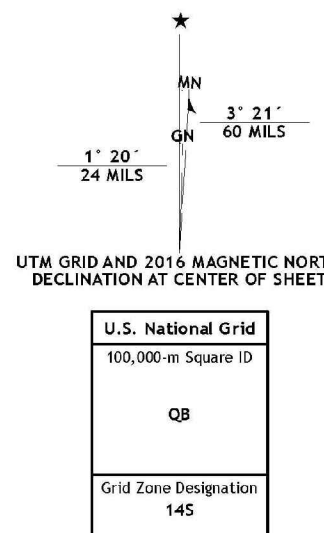 ★
MN
3° 21´
60 MILS
GN
1° 20´
24 MILS
UTM GRID AND 2016 MAGNETIC NORT
DECLINATION AT CENTER OF SHEET
U.S. National Grid
100,000-m Square ID
QB
Grid Zone Designation
14S